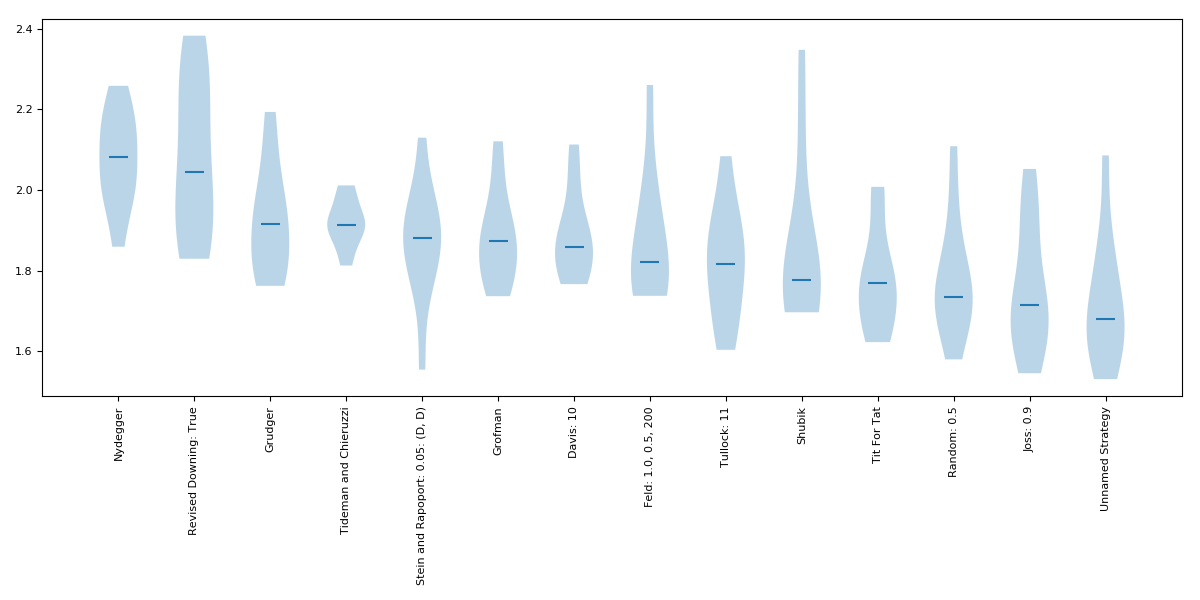 2.4
2.2
2.0
1.8
1.6
Nydegger
Revised Downing: True
Grudger
Tideman and Chieruzzi
Stein and Rapoport: 0.05: (D, D)
Grofman
Davis: 10
Feld: 1.0, 0.5, 200
Tullock: 11
Shubik
Tit For Tat
Random: 0.5
Joss: 0.9
Unnamed Strategy